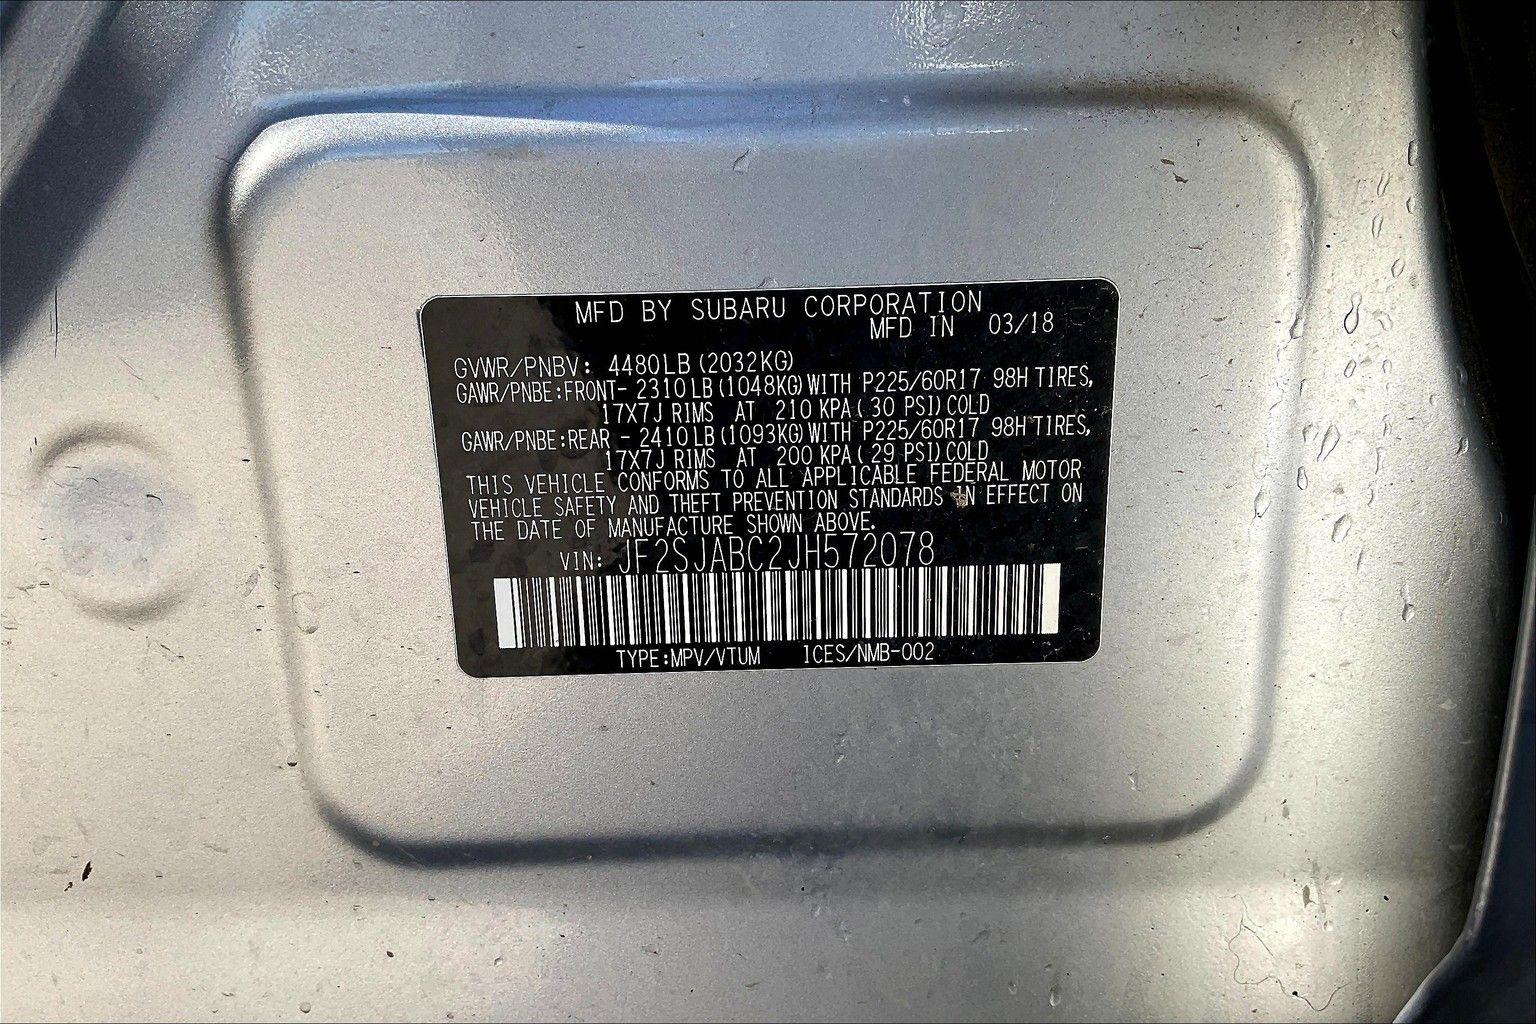 MFD BY SUBARU CORPORATION
MFD IN 03/18
GVWR/PNBV: 4480LB(2032KG)
GAWR/PNBE:FRONT- 2310LB(1048KG)WITH P225/60R17 98H TIRES,
17X7J RIMS AT 210 KPA( 30 PSI)COLD
GAWR/PNBE:REAR - 2410LB(1093KG)WITH P225/60R17 98H TIRES,
17X7J RIMS AT 200 KPA( 29 PSI)COLD
THIS VEHICLE CONFORMS TO ALL APPLICABLE FEDERAL MOTOR
VEHICLE SAFETY AND THEFT PREVENTION STANDARDS IN EFFECT ON
THE DATE OF MANUFACTURE SHOWN ABOVE.
VIN: JF2SJABC2JH572078
TYPE:MPV/VTUM ICES/NMB-002